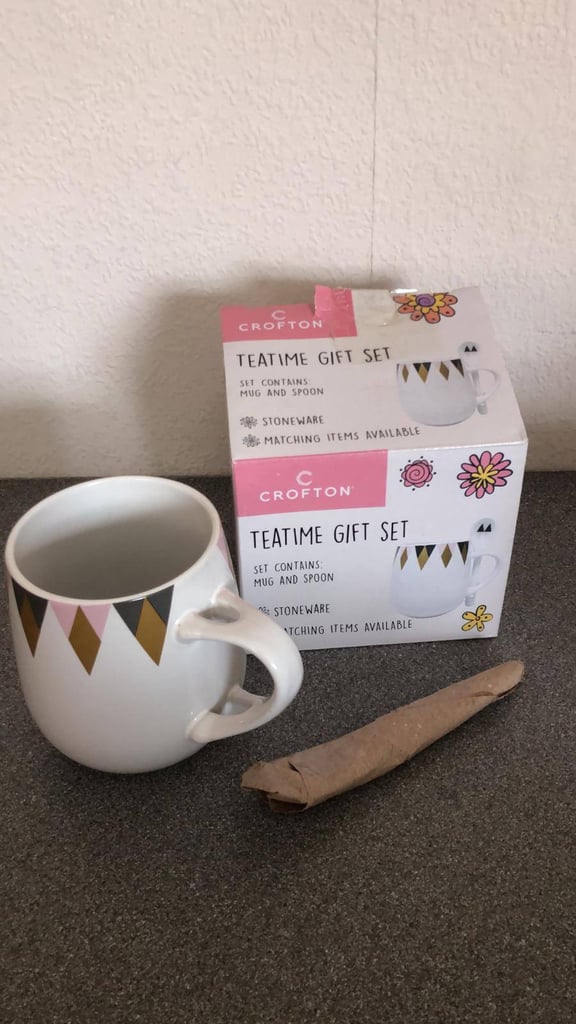 CROFTON
TEATIME GIFT SET
SET CONTAINS:
MUG AND SPOON
STONEWARE
MATCHING ITEMS AVAILABLE
CROFTON®
TEATIME GIFT SET
SET CONTAINS:
MUG AND SPOON
STONEWARE
ATCHING ITEMS AVAILABLE